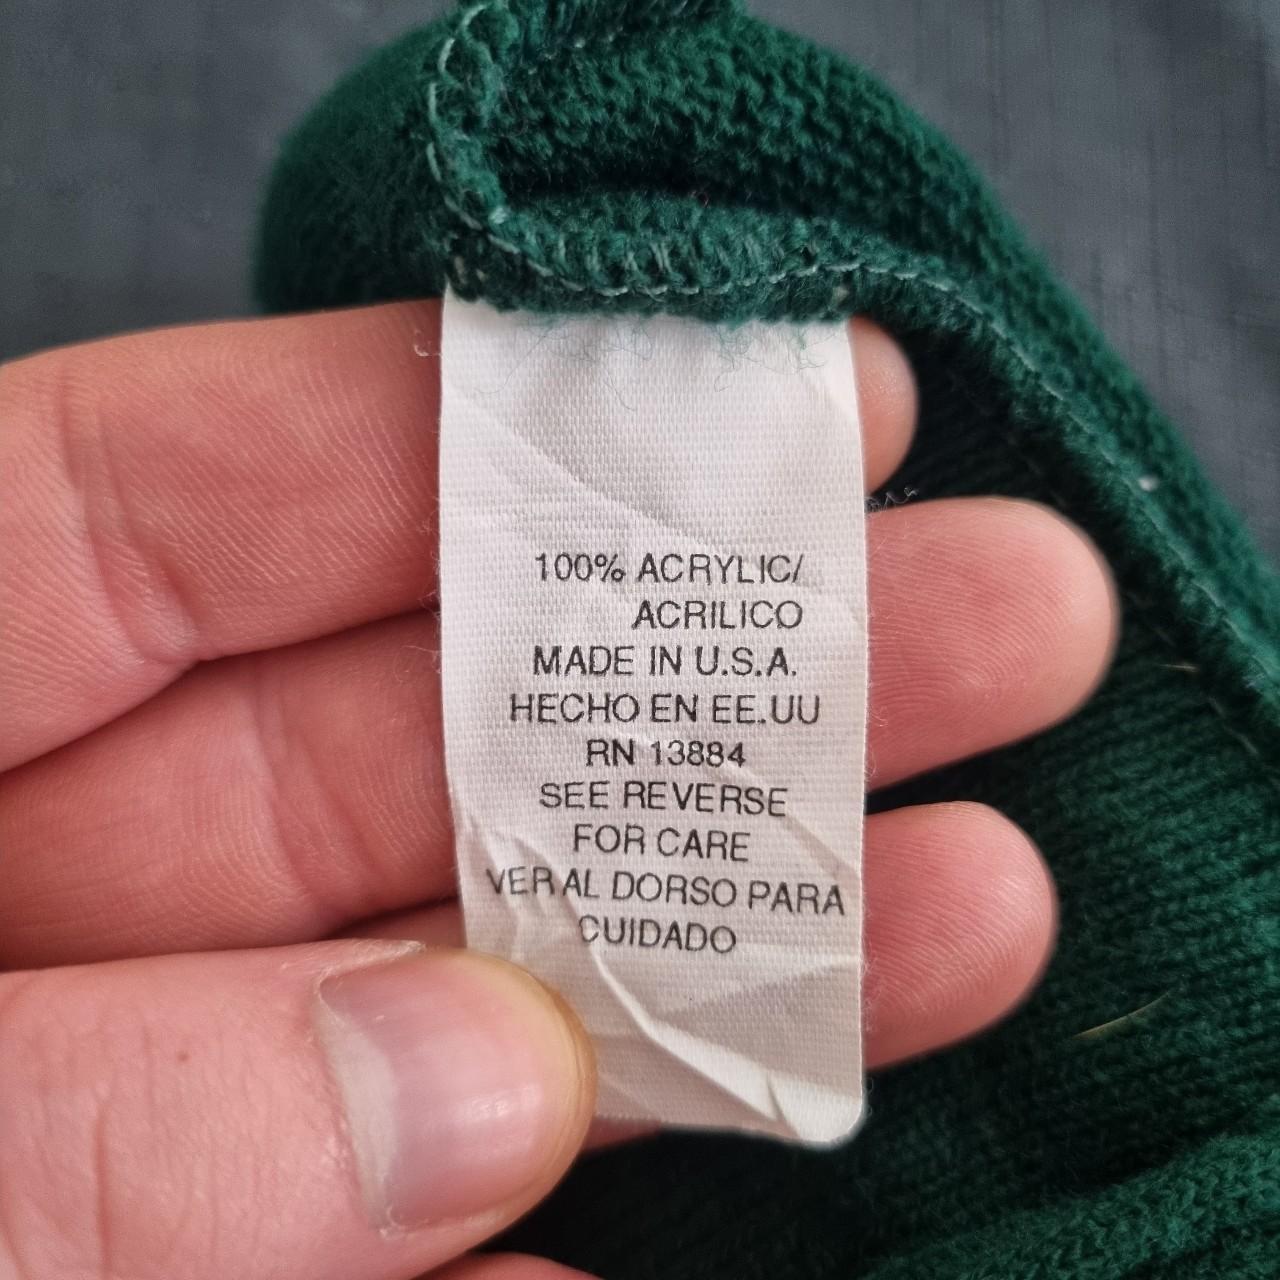 100% ACRYLIC/
ACRILICO
MADE IN U.S.A.
HECHO EN EE.UU
RN 13884
SEE REVERSE
FOR CARE
VER AL DORSO PARA
CUIDADO